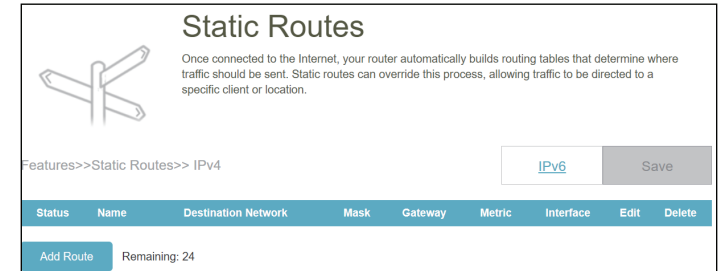 Static Routes
Once connected to the Internet, your router automatically builds routing tables that determine where
traffic should be sent. Static routes can override this process, allowing traffic to be directed to a
specific client or location.
Features>>Static Routes>> IPv4
IPv6
Save
Status Name Destination Network Mask Gateway Metric Interface Edit Delete
Add Route Remaining: 24